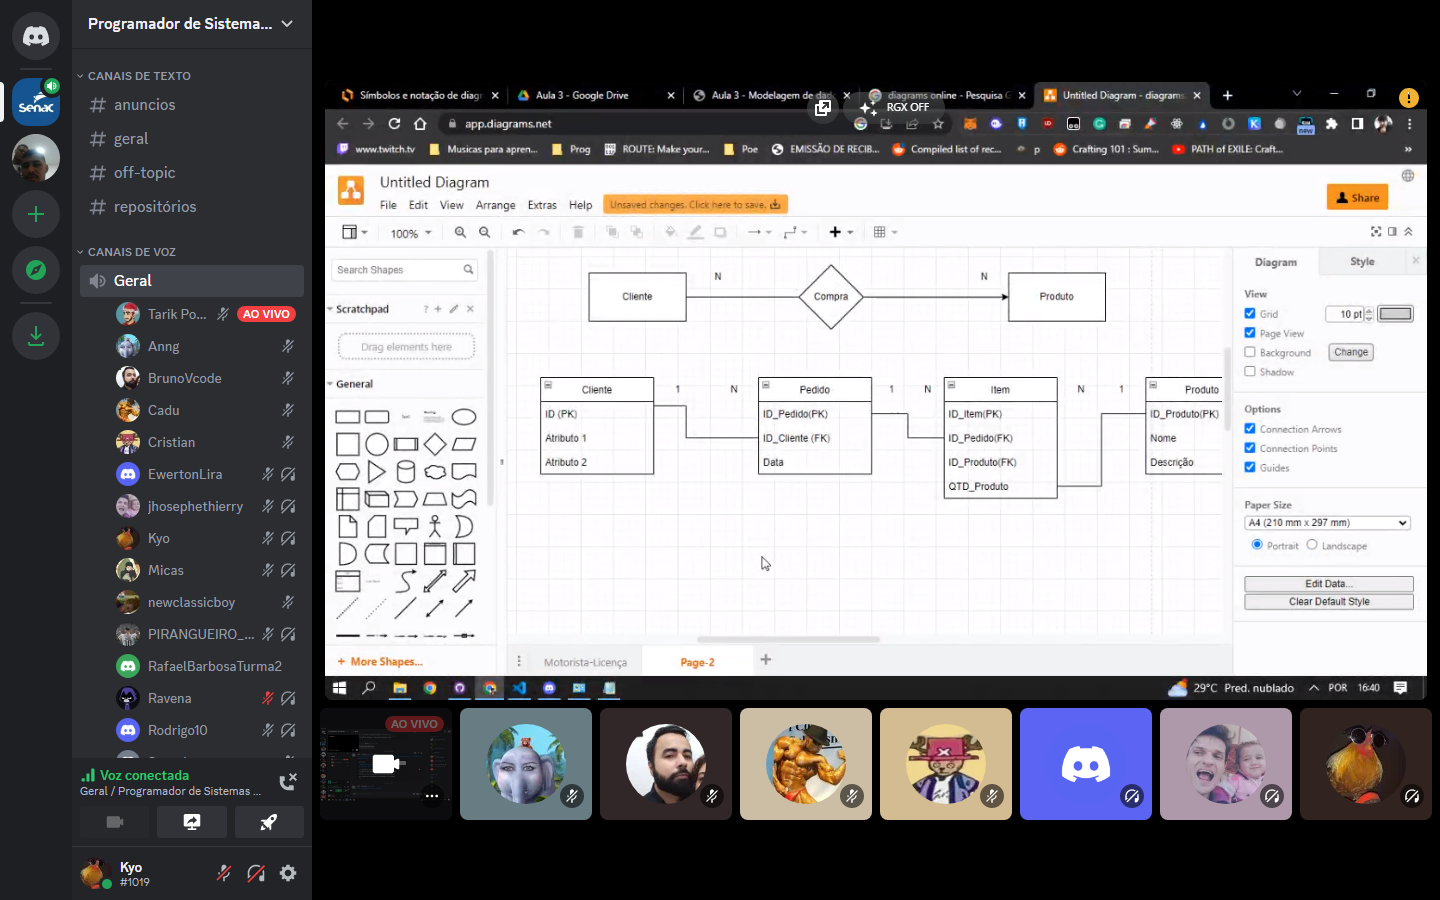 Programador de Sistema...
CANAIS DE TEXTO
anuncios
geral
off-topic
repositórios
CANAIS DE VOZ
Geral
Tarik Po...
AO VIVO
Anng
BrunoVcode
Cadu
Cristian
EwertonLira
jhosephethierry
Kyo
Micas
newclassicboy
PIRANGUEIRO_...
RafaelBarbosaTurma2
Ravena
Rodrigo10
Voz conectada
Geral / Programador de Sistemas ...
Kyo
#1019
senac
Símbolos e notação de diagr
Aula 3 - Google Drive
Aula 3 - Modelagem de dad
diagrams online - Pesquisa G
Untitled Diagram - diagrams.
RGX OFF
app.diagrams.net
www.twitch.tv
Musicas para apren...
Prog
ROUTE: Make your...
Poe
EMISSÃO DE RECIB...
Compiled list of rec...
p
Crafting 101 : Sum...
PATH of EXILE: Craft...
»
Untitled Diagram
File
Edit
View
Arrange
Extras
Help
Unsaved changes. Click here to save.
Share
100%
Search Shapes
Scratchpad
Drag elements here
General
+ More Shapes...
Cliente
N
Compra
N
Produto
Cliente
ID (PK)
Atributo 1
Atributo 2
1
N
Pedido
ID_Pedido(PK)
ID_Cliente (FK)
Data
1
N
Item
ID_Item(PK)
ID_Pedido(FK)
ID_Produto(FK)
QTD_Produto
N
1
Produto
ID_Produto(PK)
Nome
Descrição
Motorista-Licença
Page-2
Diagram
Style
View
Grid
10 pt
Page View
Background
Change
Shadow
Options
Connection Arrows
Connection Points
Guides
Paper Size
A4 (210 mm x 297 mm)
Portrait
Landscape
Edit Data...
Clear Default Style
29°C Pred. nublado
POR
16:40
AO VIVO